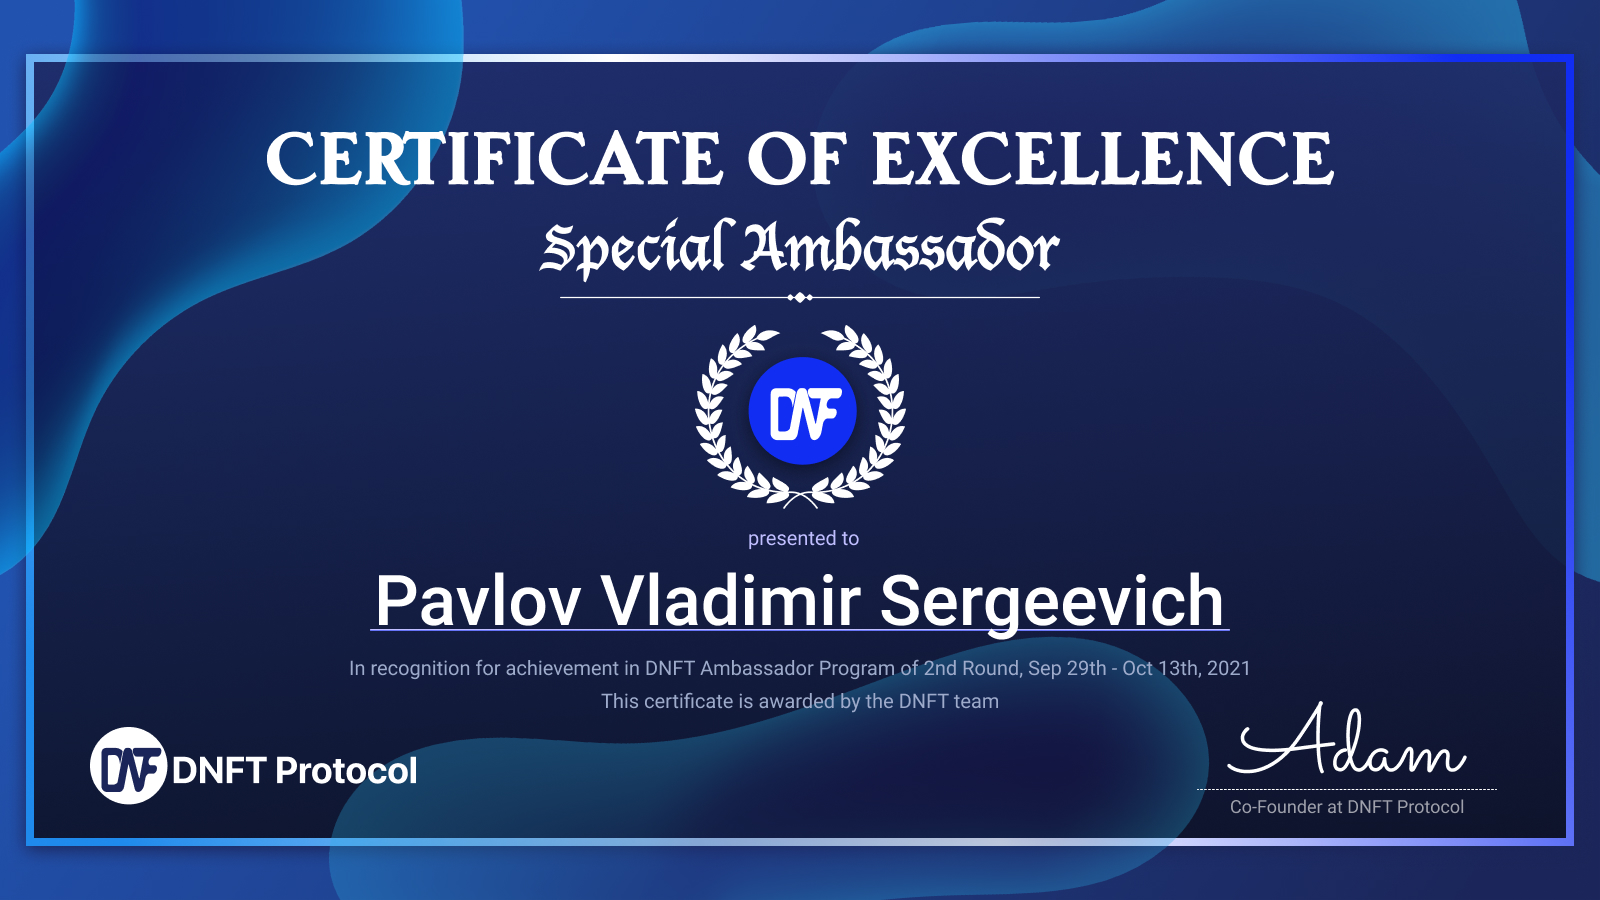 CERTIFICATE OF EXCELLENCE
Special Ambassador
DNF
presented to
Pavlov Vladimir Sergeevich
In recognition for achievement in DNFT Ambassador Program of 2nd Round, Sep 29th - Oct 13th, 2021
This certificate is awarded by the DNFT team
DNF DNFT Protocol
Adam
Co-Founder at DNFT Protocol